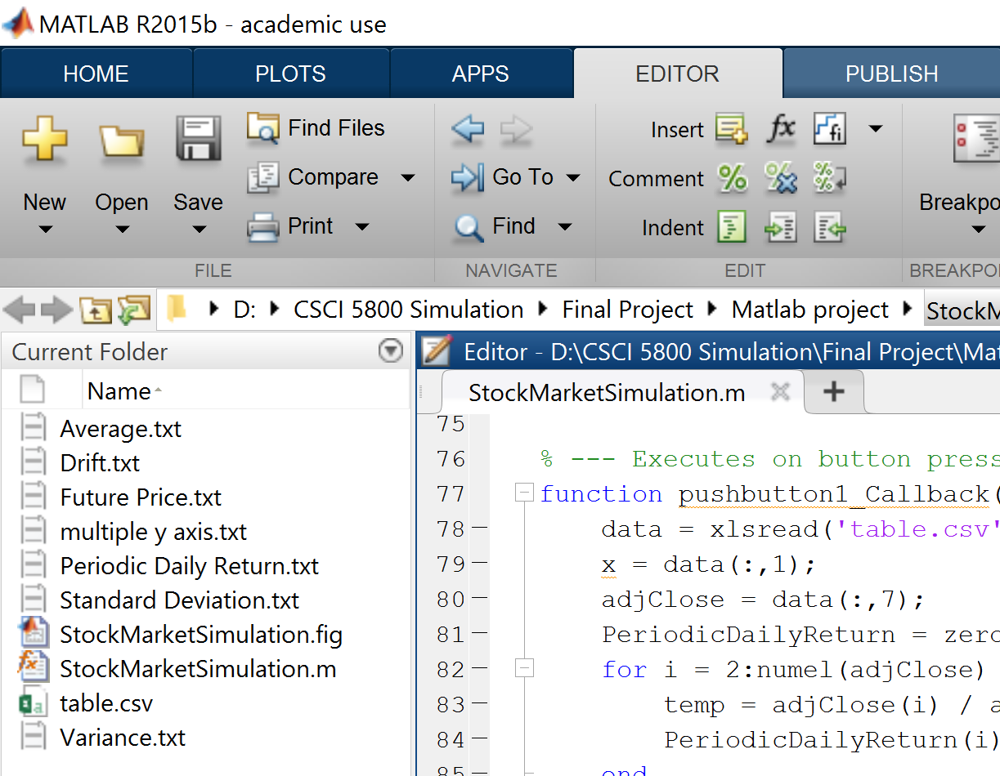 MATLAB R2015b - academic use
HOME PLOTS APPS EDITOR PUBLISH
Find Files
Insert fx fi
New Open Save
Compare Go To Comment % % %
Breakpo
Print Find Indent
FILE NAVIGATE EDIT BREAKPOI
D: CSCI 5800 Simulation Final Project Matlab project StockM
Current Folder
Name
Average.txt
Drift.txt
Future Price.txt
multiple y axis.txt
Periodic Daily Return.txt
Standard Deviation.txt
StockMarketSimulation.fig
StockMarketSimulation.m
table.csv
Variance.txt
Editor - D:\CSCI 5800 Simulation\Final Project\Mat
StockMarketSimulation.m +
75
76 % --- Executes on button press
77 function pushbutton1_Callback(
78 data = xlsread('table.csv'
79 x = data(:,1);
80 adjClose = data(:,7);
81 PeriodicDailyReturn = zero
82 for i = 2:numel(adjClose)
83 temp = adjClose(i) / a
84 PeriodicDailyReturn(i)
85 end